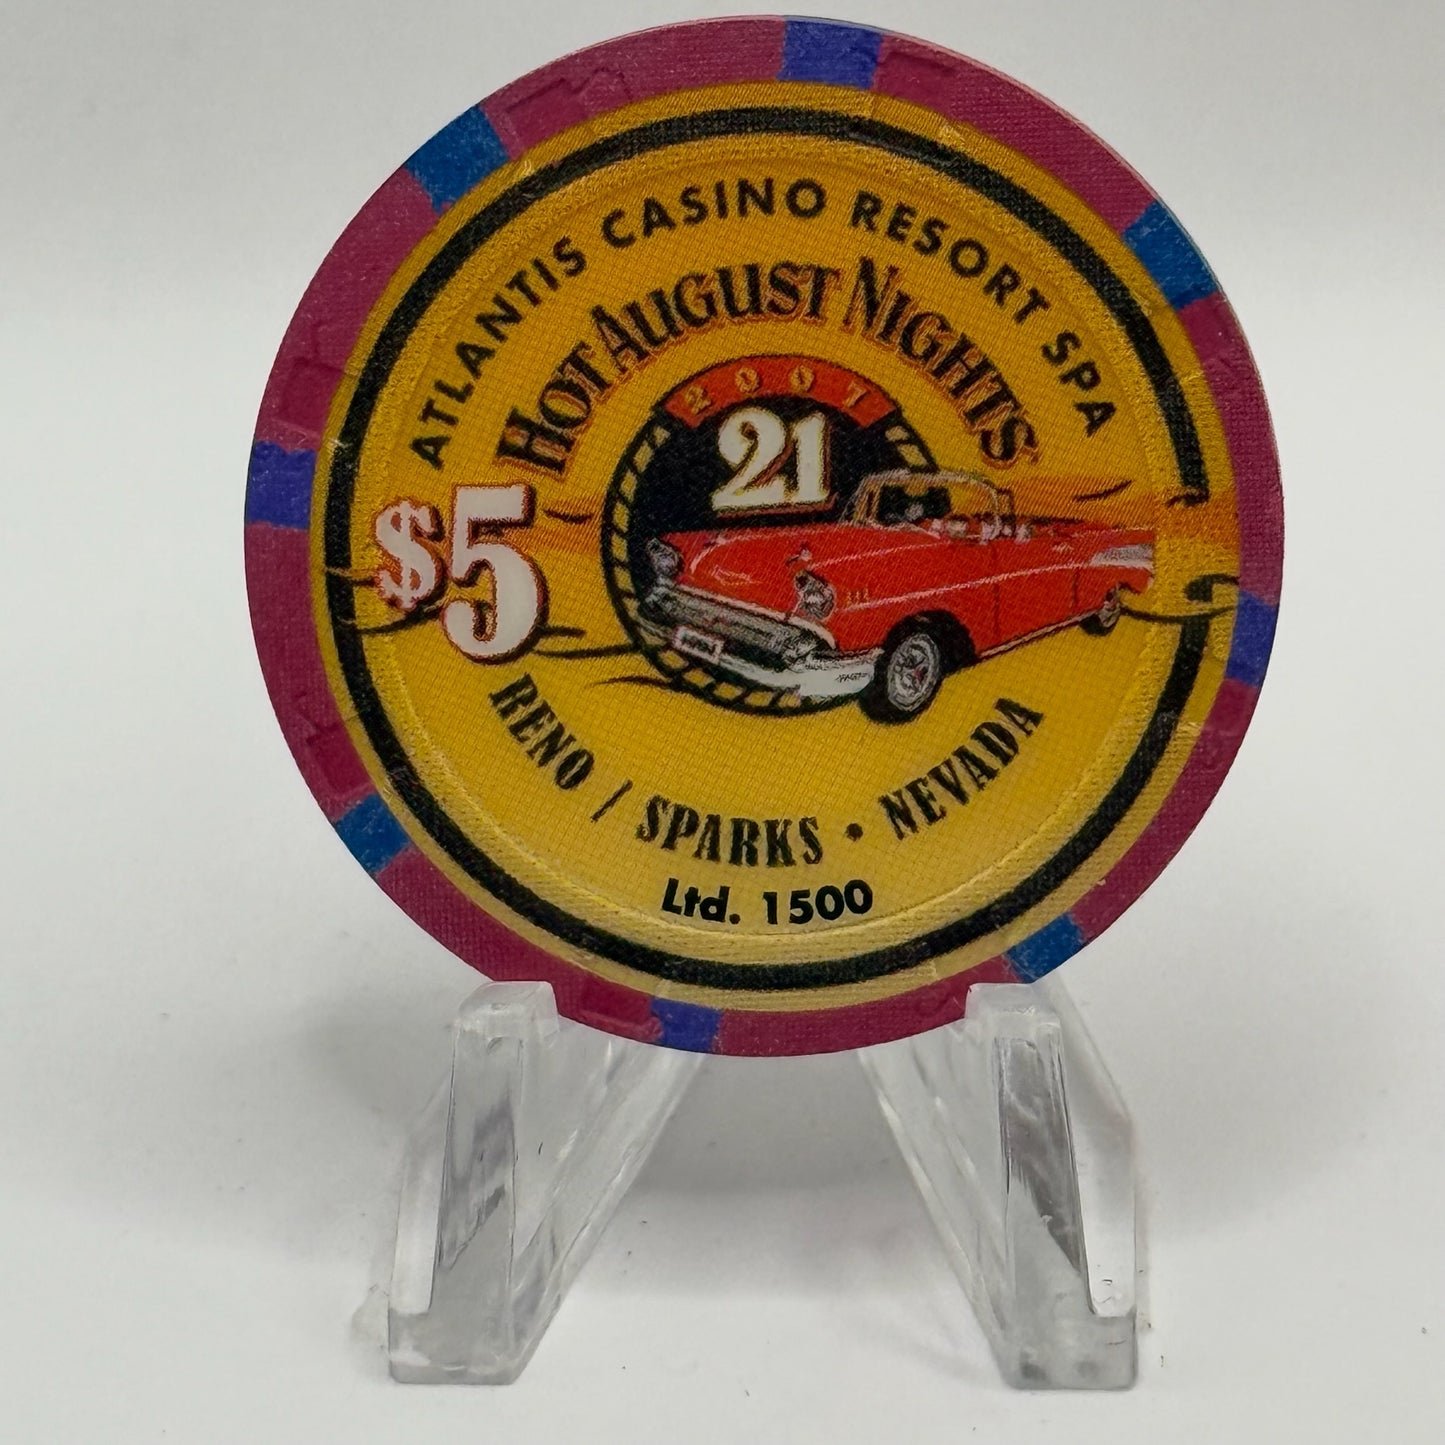 ATLANTIS CASINO RESORT SPA
HOT AUGUST NIGHTS
2007
21
$5
RENO / SPARKS • NEVADA
Ltd. 1500